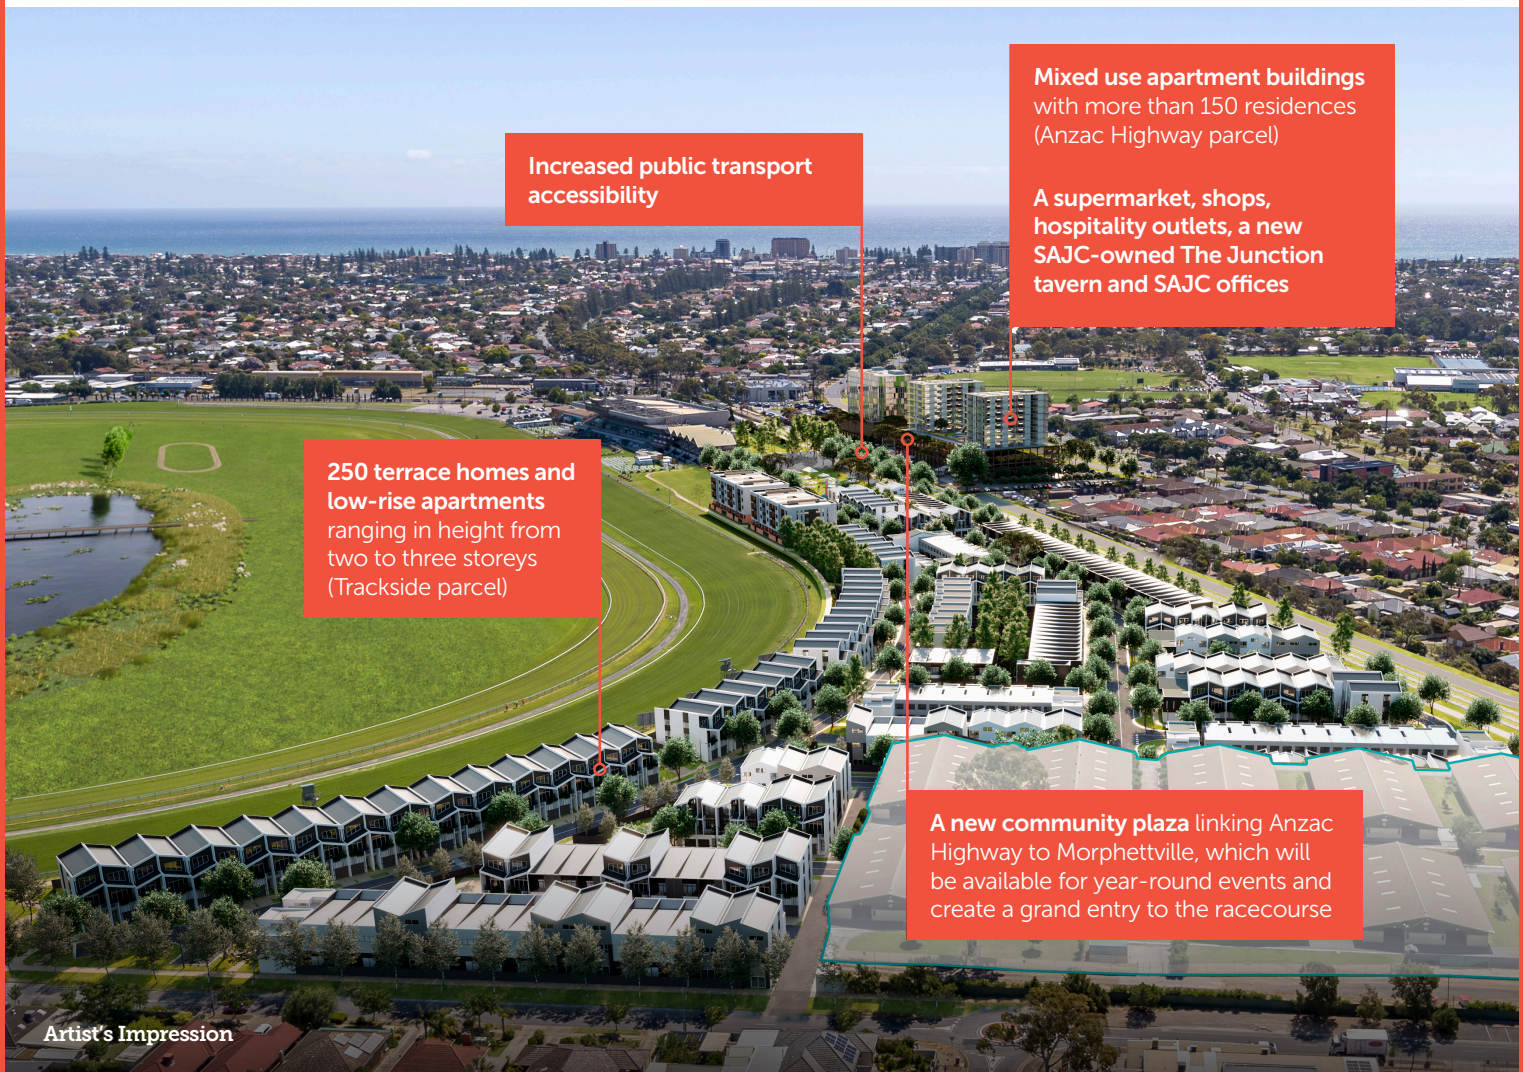 Mixed use apartment buildings
with more than 150 residences
(Anzac Highway parcel)
A supermarket, shops,
hospitality outlets, a new
SAJC-owned The Junction
tavern and SAJC offices
Increased public transport
accessibility
250 terrace homes and
low-rise apartments
ranging in height from
two to three storeys
(Trackside parcel)
A new community plaza linking Anzac
Highway to Morphettville, which will
be available for year-round events and
create a grand entry to the racecourse
Artist's Impression